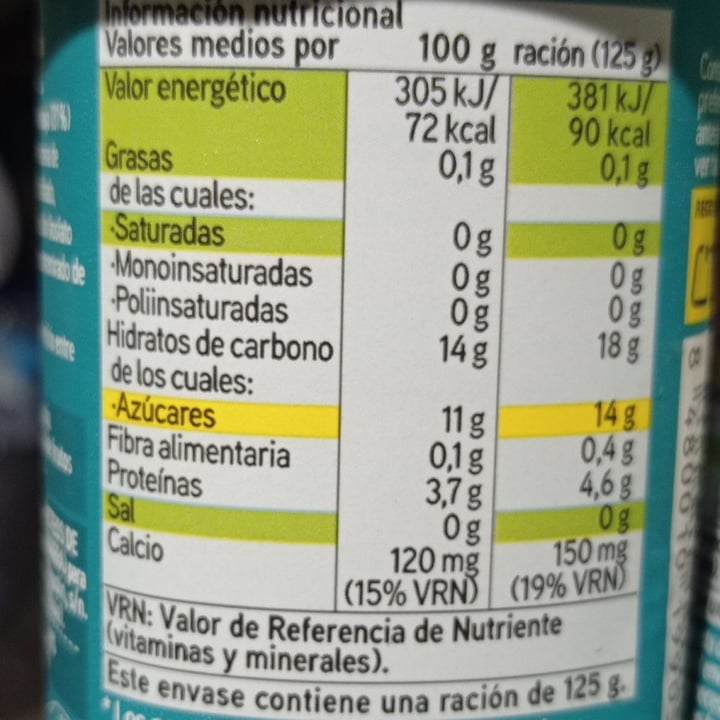 Información nutricional
Valores medios por 100 g ración (125 g)
Valor energético 305 kJ/ 381 kJ/
72 kcal 90 kcal
Grasas 0,1 g 0,1 g
de las cuales:
·Saturadas 0 g 0 g
·Monoinsaturadas 0 g 0 g
·Poliinsaturadas 0 g 0 g
Hidratos de carbono 14 g 18 g
de los cuales:
·Azúcares 11 g 14 g
Fibra alimentaria 0,1 g 0,4 g
Proteínas 3,7 g 4,6 g
Sal 0 g 0 g
Calcio 120 mg 150 mg
(15% VRN) (19% VRN)
VRN: Valor de Referencia de Nutriente
(vitaminas y minerales).
Este envase contiene una ración de 125 g.